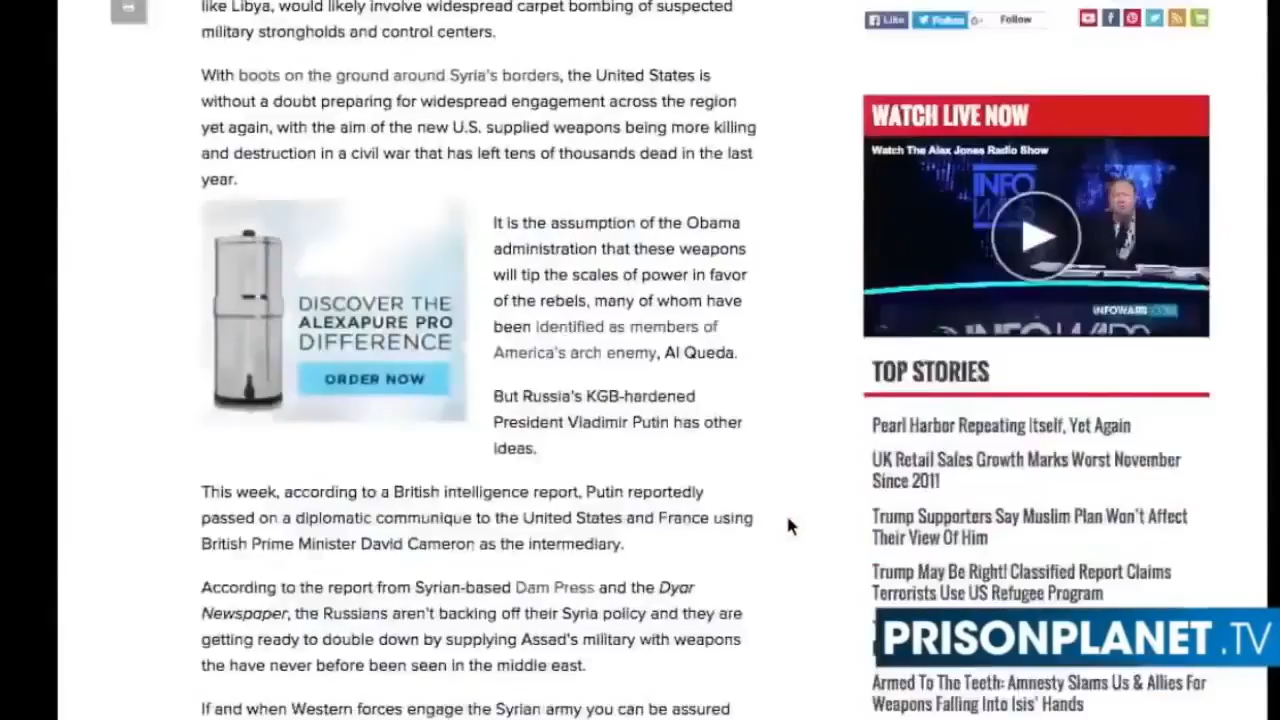 like Libya, would likely involve widespread carpet bombing of suspected
military strongholds and control centers.
With boots on the ground around Syria's borders, the United States is
without a doubt preparing for widespread engagement across the region
yet again, with the aim of the new U.S. supplied weapons being more killing
and destruction in a civil war that has left tens of thousands dead in the last
year.
DISCOVER THE
ALEXAPURE PRO
DIFFERENCE
ORDER NOW
It is the assumption of the Obama
administration that these weapons
will tip the scales of power in favor
of the rebels, many of whom have
been identified as members of
America's arch enemy, Al Queda.
But Russia's KGB-hardened
President Vladimir Putin has other
ideas.
This week, according to a British intelligence report, Putin reportedly
passed on a diplomatic communique to the United States and France using
British Prime Minister David Cameron as the intermediary.
According to the report from Syrian-based Dam Press and the Dyar
Newspaper, the Russians aren't backing off their Syria policy and they are
getting ready to double down by supplying Assad's military with weapons
the have never before been seen in the middle east.
If and when Western forces engage the Syrian army you can be assured
Like Follow Follow
WATCH LIVE NOW
Watch The Alex Jones Radio Show
INFO
WARS
INFOWARS.COM
INFOWARS
TOP STORIES
Pearl Harbor Repeating Itself, Yet Again
UK Retail Sales Growth Marks Worst November
Since 2011
Trump Supporters Say Muslim Plan Won't Affect
Their View Of Him
Trump May Be Right! Classified Report Claims
Terrorists Use US Refugee Program
PRISONPLANET.TV
Armed To The Teeth: Amnesty Slams Us & Allies For
Weapons Falling Into Isis' Hands